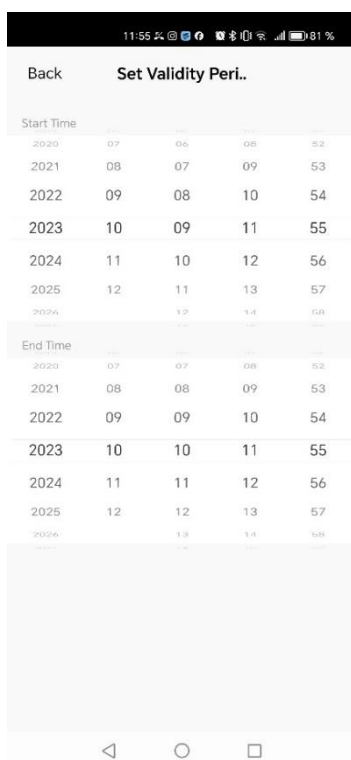 11:55 81 %
Back Set Validity Peri..
Start Time
2020 07 06 08 52
2021 08 07 09 53
2022 09 08 10 54
2023 10 09 11 55
2024 11 10 12 56
2025 12 11 13 57
2026 12 14 58
End Time
2020 07 07 08 52
2021 08 08 09 53
2022 09 09 10 54
2023 10 10 11 55
2024 11 11 12 56
2025 12 12 13 57
2026 13 14 58